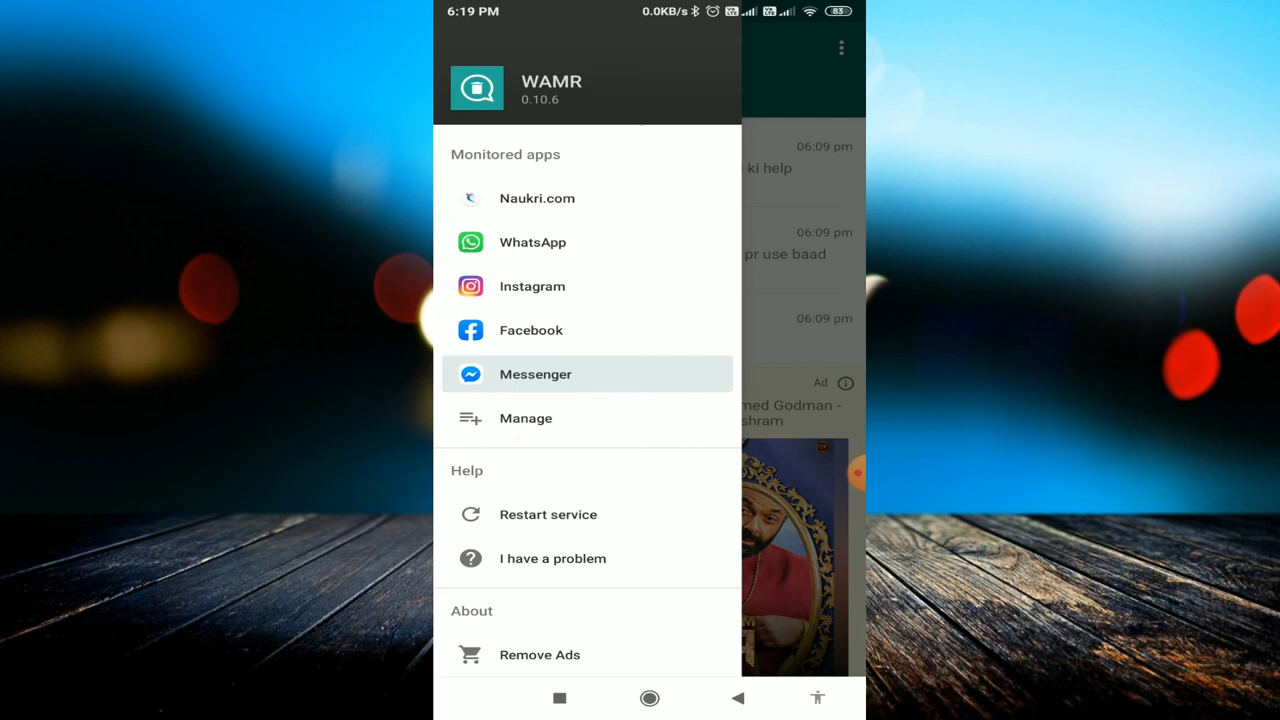 6:19 PM
0.0KB/s
83
WAMR
0.10.6
Monitored apps
06:09 pm
ki help
Naukri.com
06:09 pm
WhatsApp
pr use baad
Instagram
06:09 pm
Facebook
Messenger
Ad
med Godman -
shram
Manage
Help
Restart service
I have a problem
About
Remove Ads